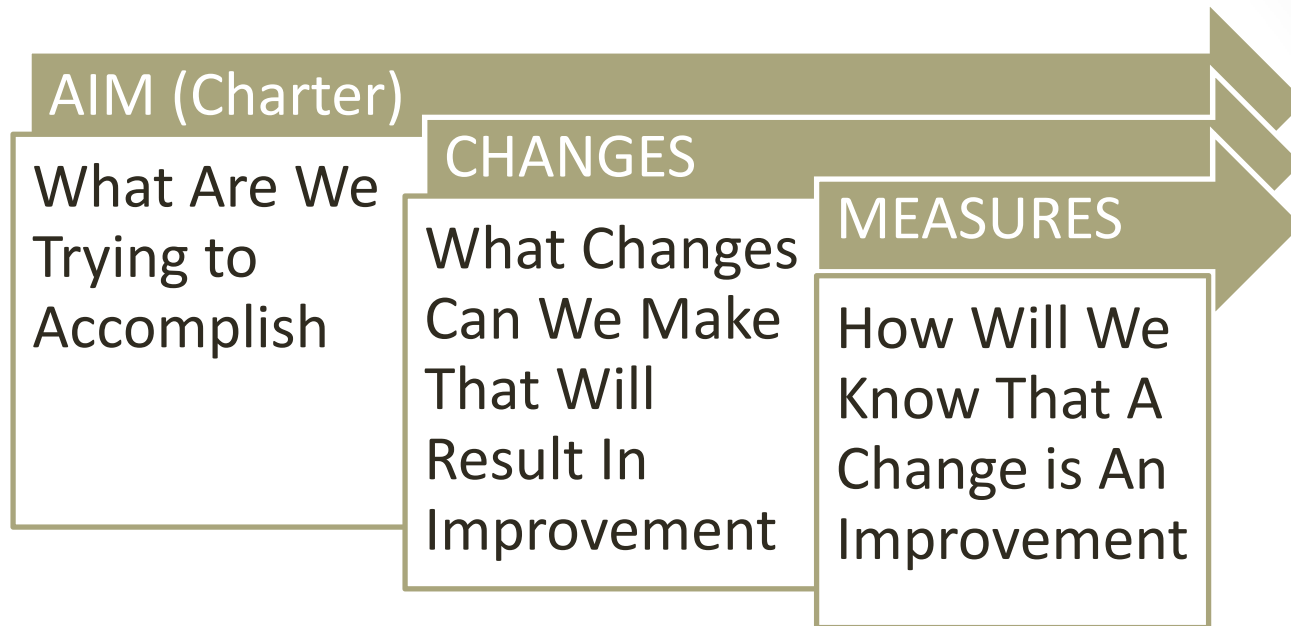 AIM (Charter)
What Are We
Trying to
Accomplish
CHANGES
What Changes
Can We Make
That Will
Result In
Improvement
MEASURES
How Will We
Know That A
Change is An
Improvement